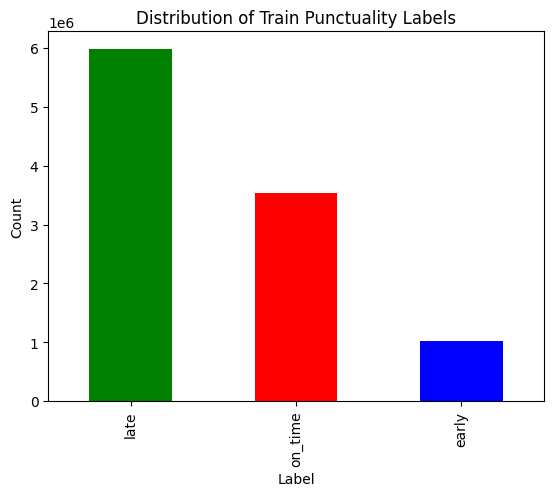 Distribution of Train Punctuality Labels
1e6
6
5
4
3
2
1
0
Count
late
on_time
early
Label